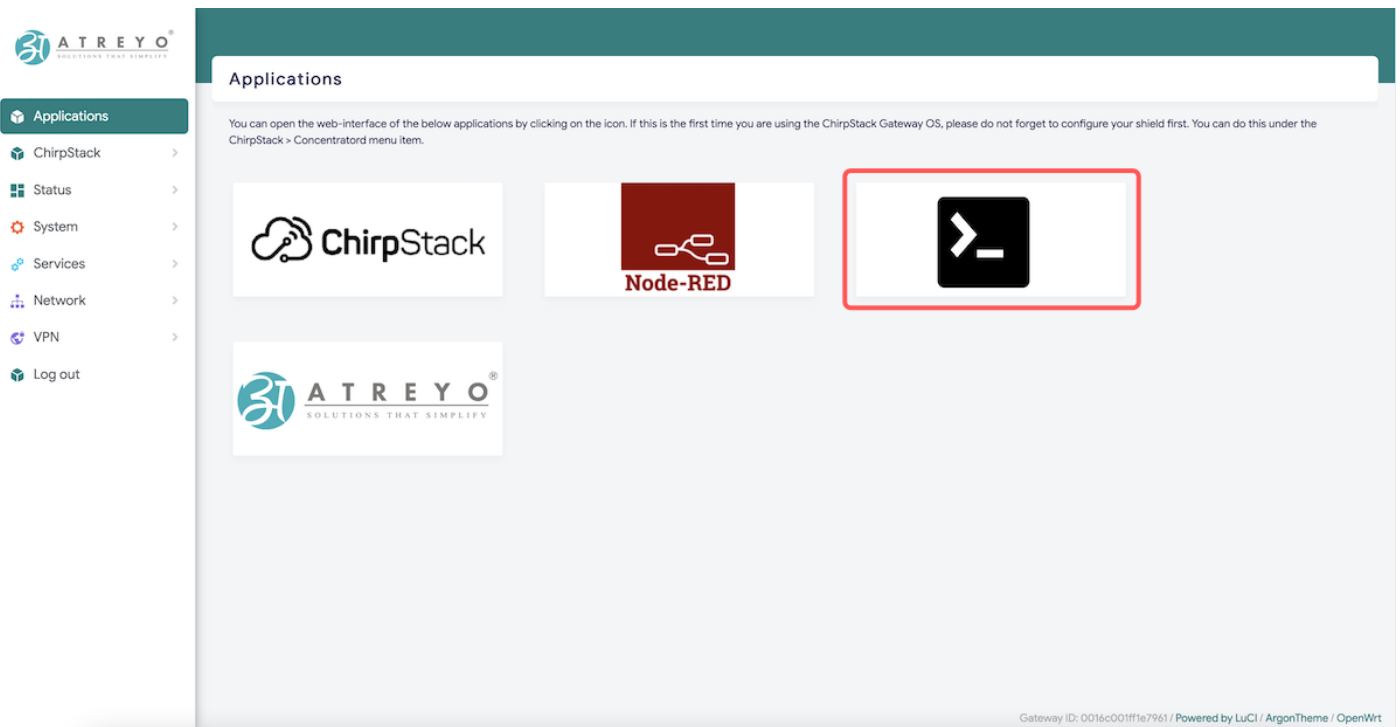 ATREYO®
SOLUTIONS THAT SIMPLIFY
Applications
ChirpStack
Status
System
Services
Network
VPN
Log out
Applications
You can open the web-interface of the below applications by clicking on the icon. If this is the first time you are using the ChirpStack Gateway OS, please do not forget to configure your shield first. You can do this under the
ChirpStack > Concentratord menu item.
ChirpStack
Node-RED
>_
ATREYO®
SOLUTIONS THAT SIMPLIFY
Gateway ID: 0016c001ff1e7961 / Powered by LuCI / ArgonTheme / OpenWrt